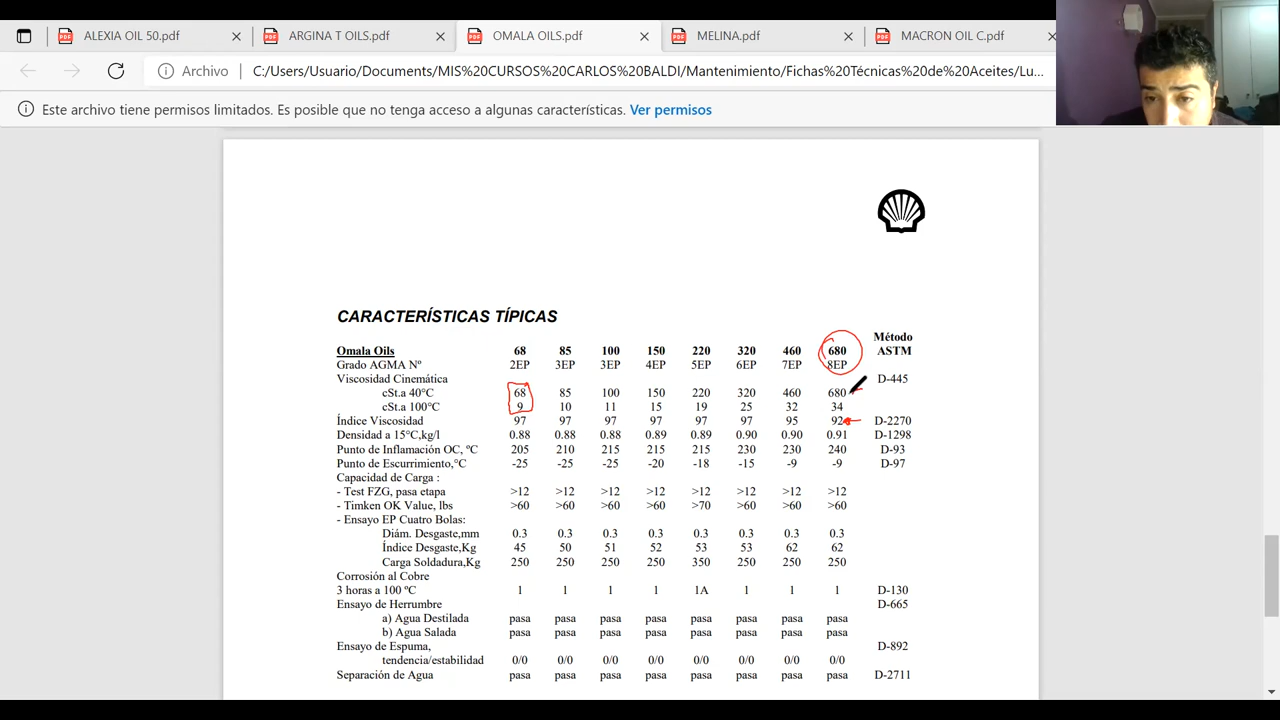 ALEXIA OIL 50.pdf ARGINA T OILS.pdf OMALA OILS.pdf MELINA.pdf MACRON OIL C.pdf
Archivo C:/Users/Usuario/Documents/MIS%20CURSOS%20CARLOS%20BALDI/Mantenimiento/Fichas%20Técnicas%20de%20Aceites/Lu...
Este archivo tiene permisos limitados. Es posible que no tenga acceso a algunas características. Ver permisos
CARACTERÍSTICAS TÍPICAS
Método
Omala Oils 68 85 100 150 220 320 460 680 ASTM
Grado AGMA Nº 2EP 3EP 3EP 4EP 5EP 6EP 7EP 8EP
Viscosidad Cinemática D-445
cSt.a 40°C 68 85 100 150 220 320 460 680
cSt.a 100°C 9 10 11 15 19 25 32 34
Índice Viscosidad 97 97 97 97 97 97 95 92 D-2270
Densidad a 15°C,kg/l 0.88 0.88 0.88 0.89 0.89 0.90 0.90 0.91 D-1298
Punto de Inflamación OC, ºC 205 210 215 215 215 230 230 240 D-93
Punto de Escurrimiento,°C -25 -25 -25 -20 -18 -15 -9 -9 D-97
Capacidad de Carga :
- Test FZG, pasa etapa >12 >12 >12 >12 >12 >12 >12 >12
- Timken OK Value, lbs >60 >60 >60 >60 >70 >60 >60 >60
- Ensayo EP Cuatro Bolas:
Diám. Desgaste,mm 0.3 0.3 0.3 0.3 0.3 0.3 0.3 0.3
Índice Desgaste,Kg 45 50 51 52 53 53 62 62
Carga Soldadura,Kg 250 250 250 250 350 250 250 250
Corrosión al Cobre
3 horas a 100 ºC 1 1 1 1 1A 1 1 1 D-130
Ensayo de Herrumbre D-665
a) Agua Destilada pasa pasa pasa pasa pasa pasa pasa pasa
b) Agua Salada pasa pasa pasa pasa pasa pasa pasa pasa
Ensayo de Espuma, D-892
tendencia/estabilidad 0/0 0/0 0/0 0/0 0/0 0/0 0/0 0/0
Separación de Agua pasa pasa pasa pasa pasa pasa pasa pasa D-2711